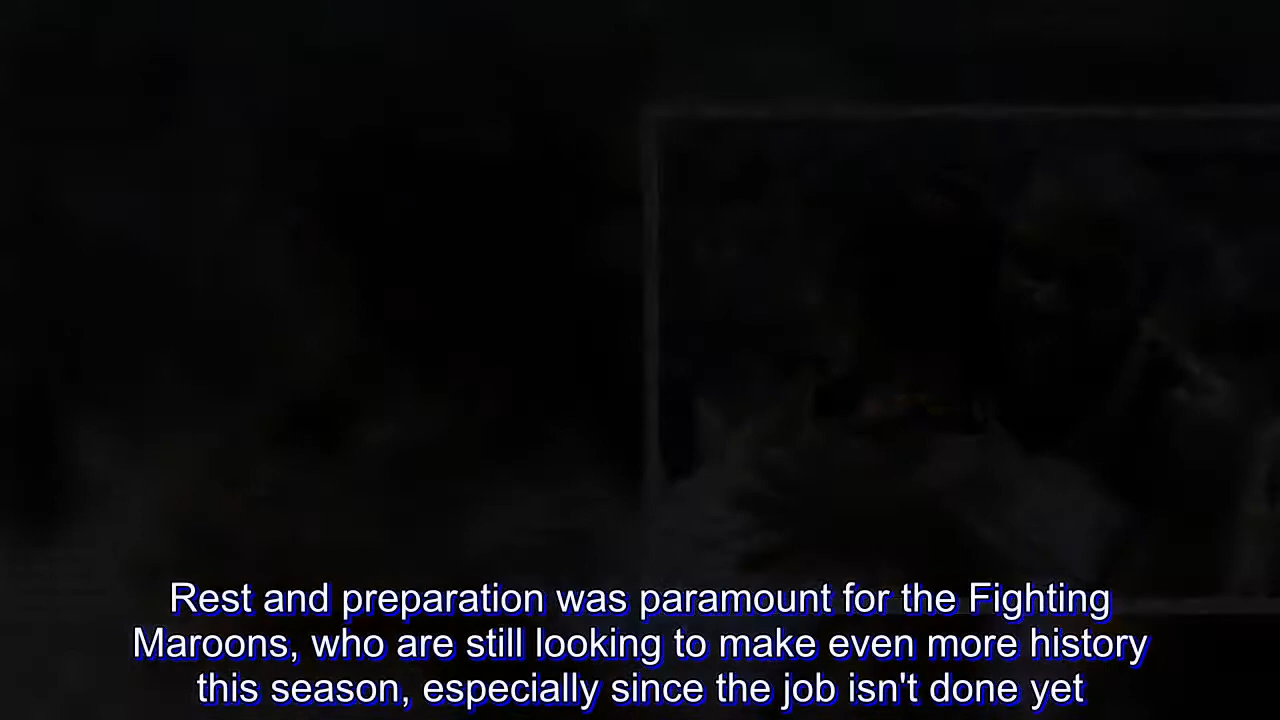 Rest and preparation was paramount for the Fighting
Maroons, who are still looking to make even more history
this season, especially since the job isn't done yet